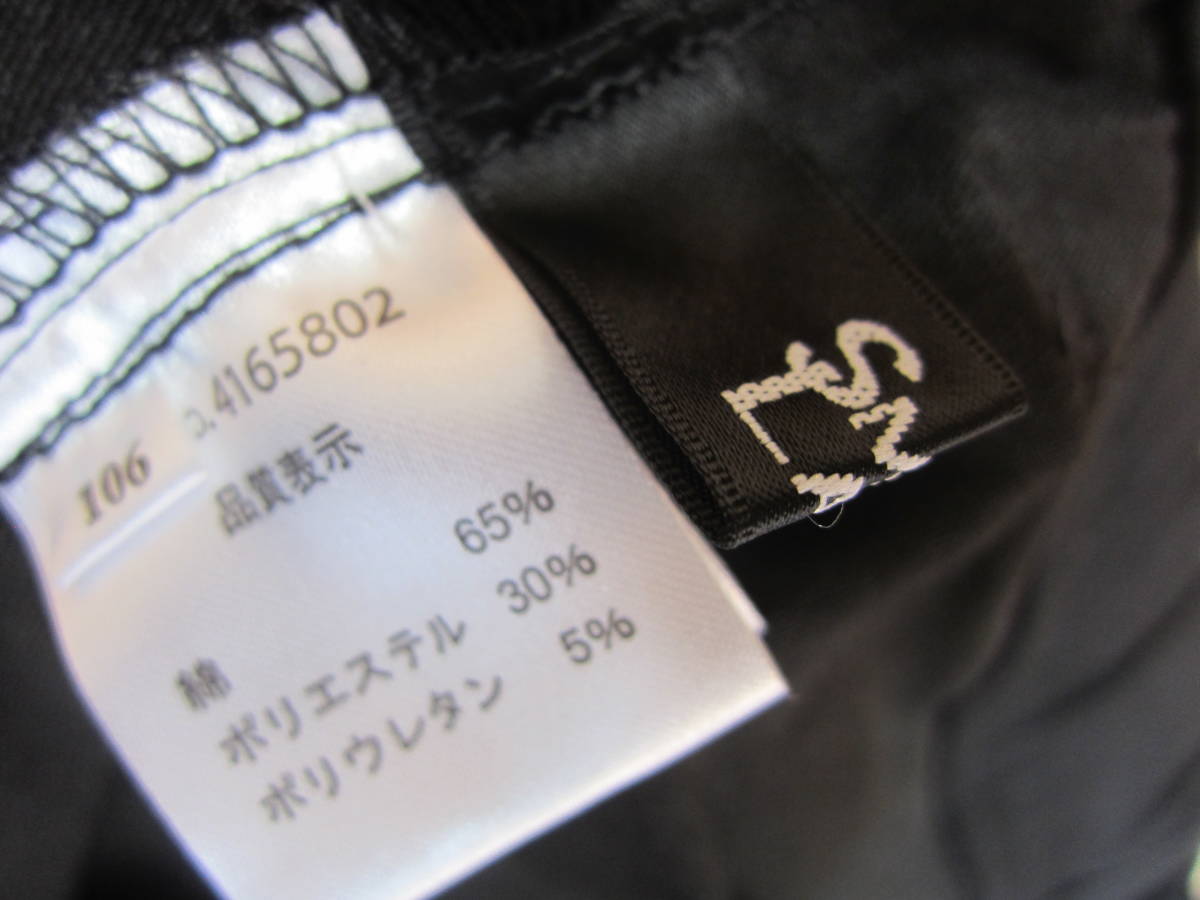 4165802
106
品質表示
綿 65%
ポリエステル 30%
ポリウレタン 5%